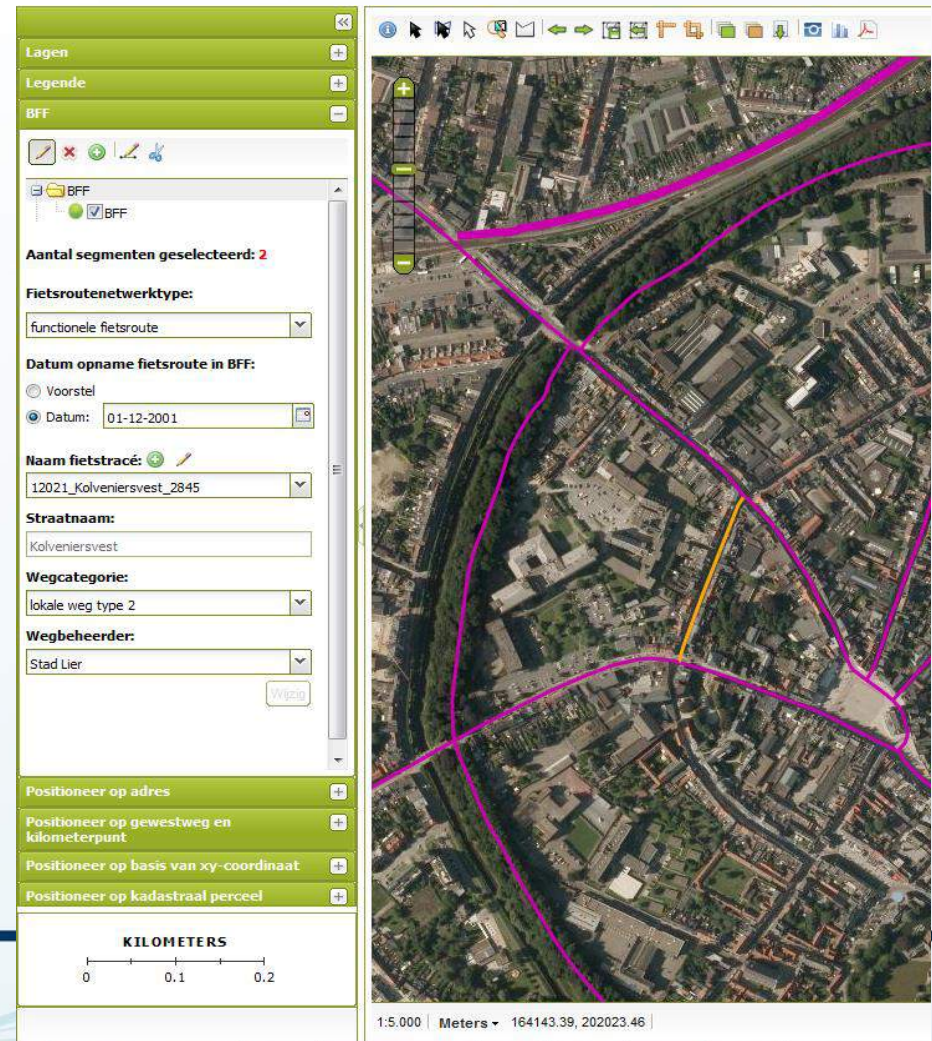 Lagen
Legende
BFF
BFF
BFF
Aantal segmenten geselecteerd: 2
Fietsroutenetwerktype:
functionele fietsroute
Datum opname fietsroute in BFF:
Voorstel
Datum: 01-12-2001
Naam fietstracé:
12021_Kolveniersvest_2845
Straatnaam:
Kolveniersvest
Wegcategorie:
lokale weg type 2
Wegbeheerder:
Stad Lier
Wijzig
Positioneer op adres
Positioneer op gewestweg en
kilometerpunt
Positioneer op basis van xy-coordinaat
Positioneer op kadastraal perceel
KILOMETERS
0 0.1 0.2
1:5.000 Meters 164143.39, 202023.46